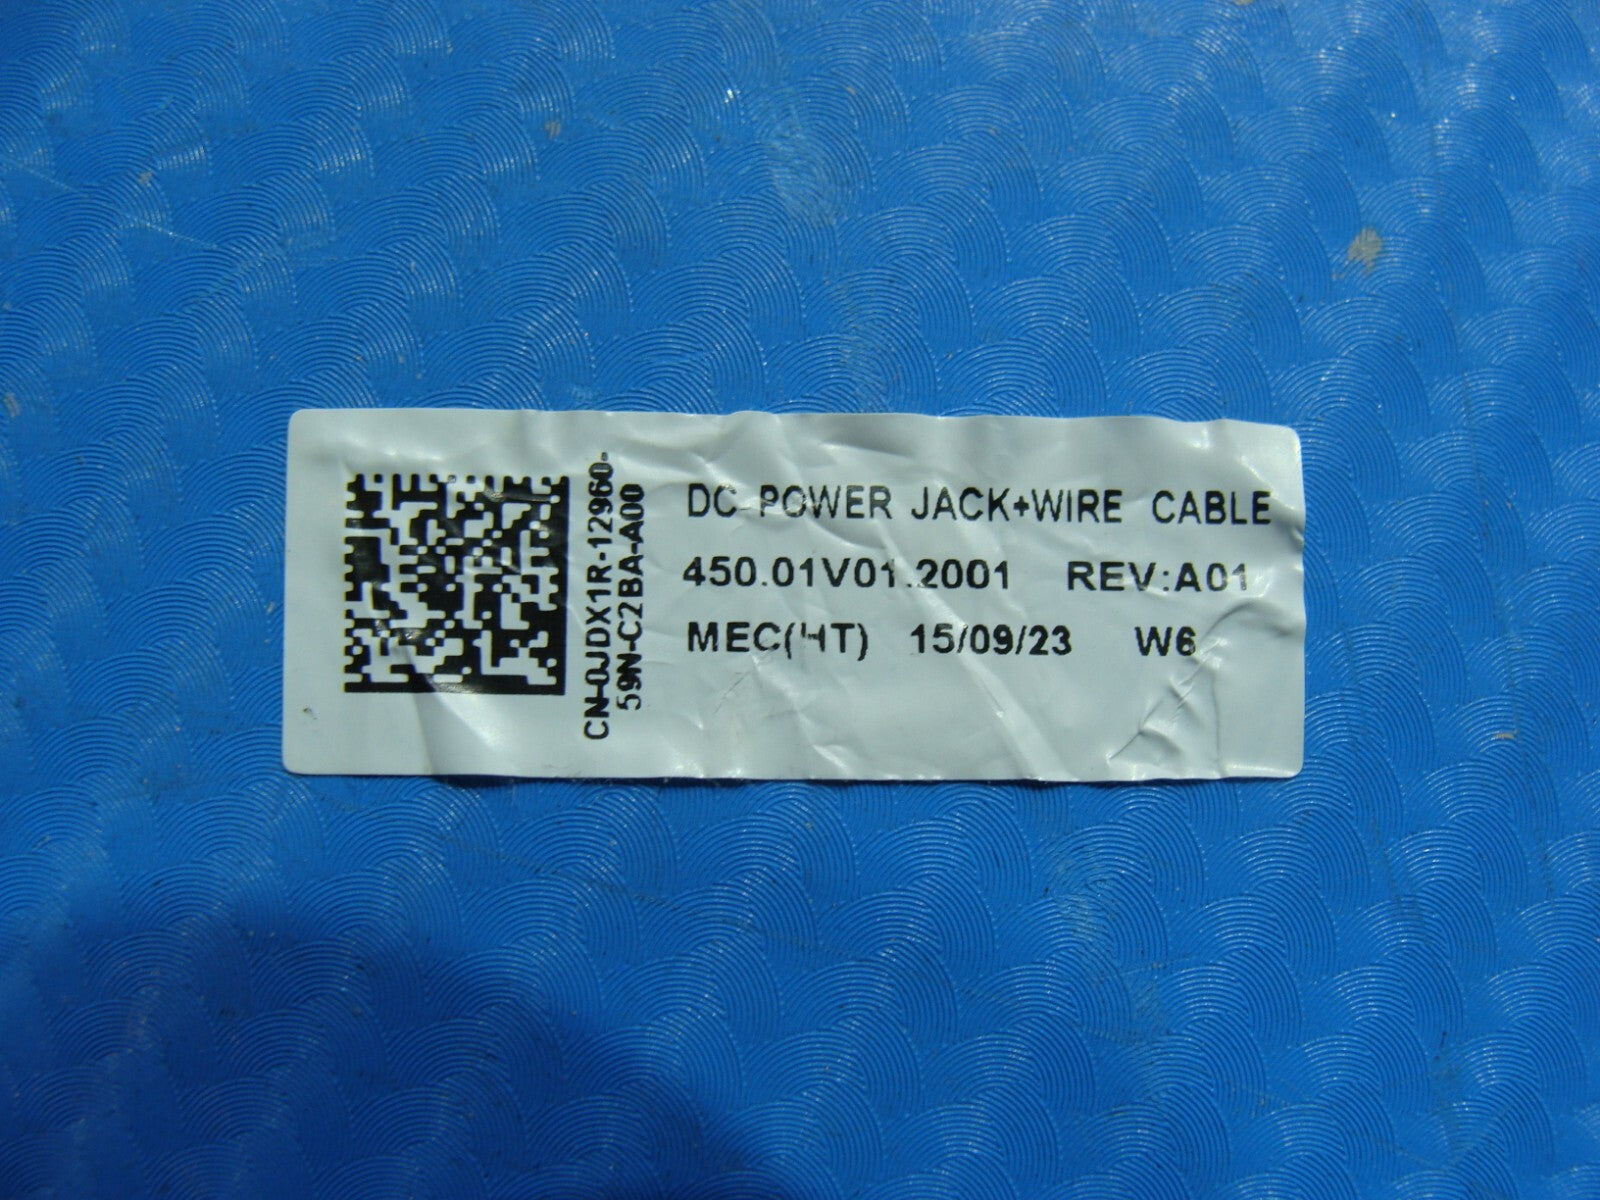 CN-0JDX1R-12960-
59N-C2BA-A00
DC-POWER JACK+WIRE CABLE
450.01V01.2001 REV:A01
MEC(HT) 15/09/23 W6